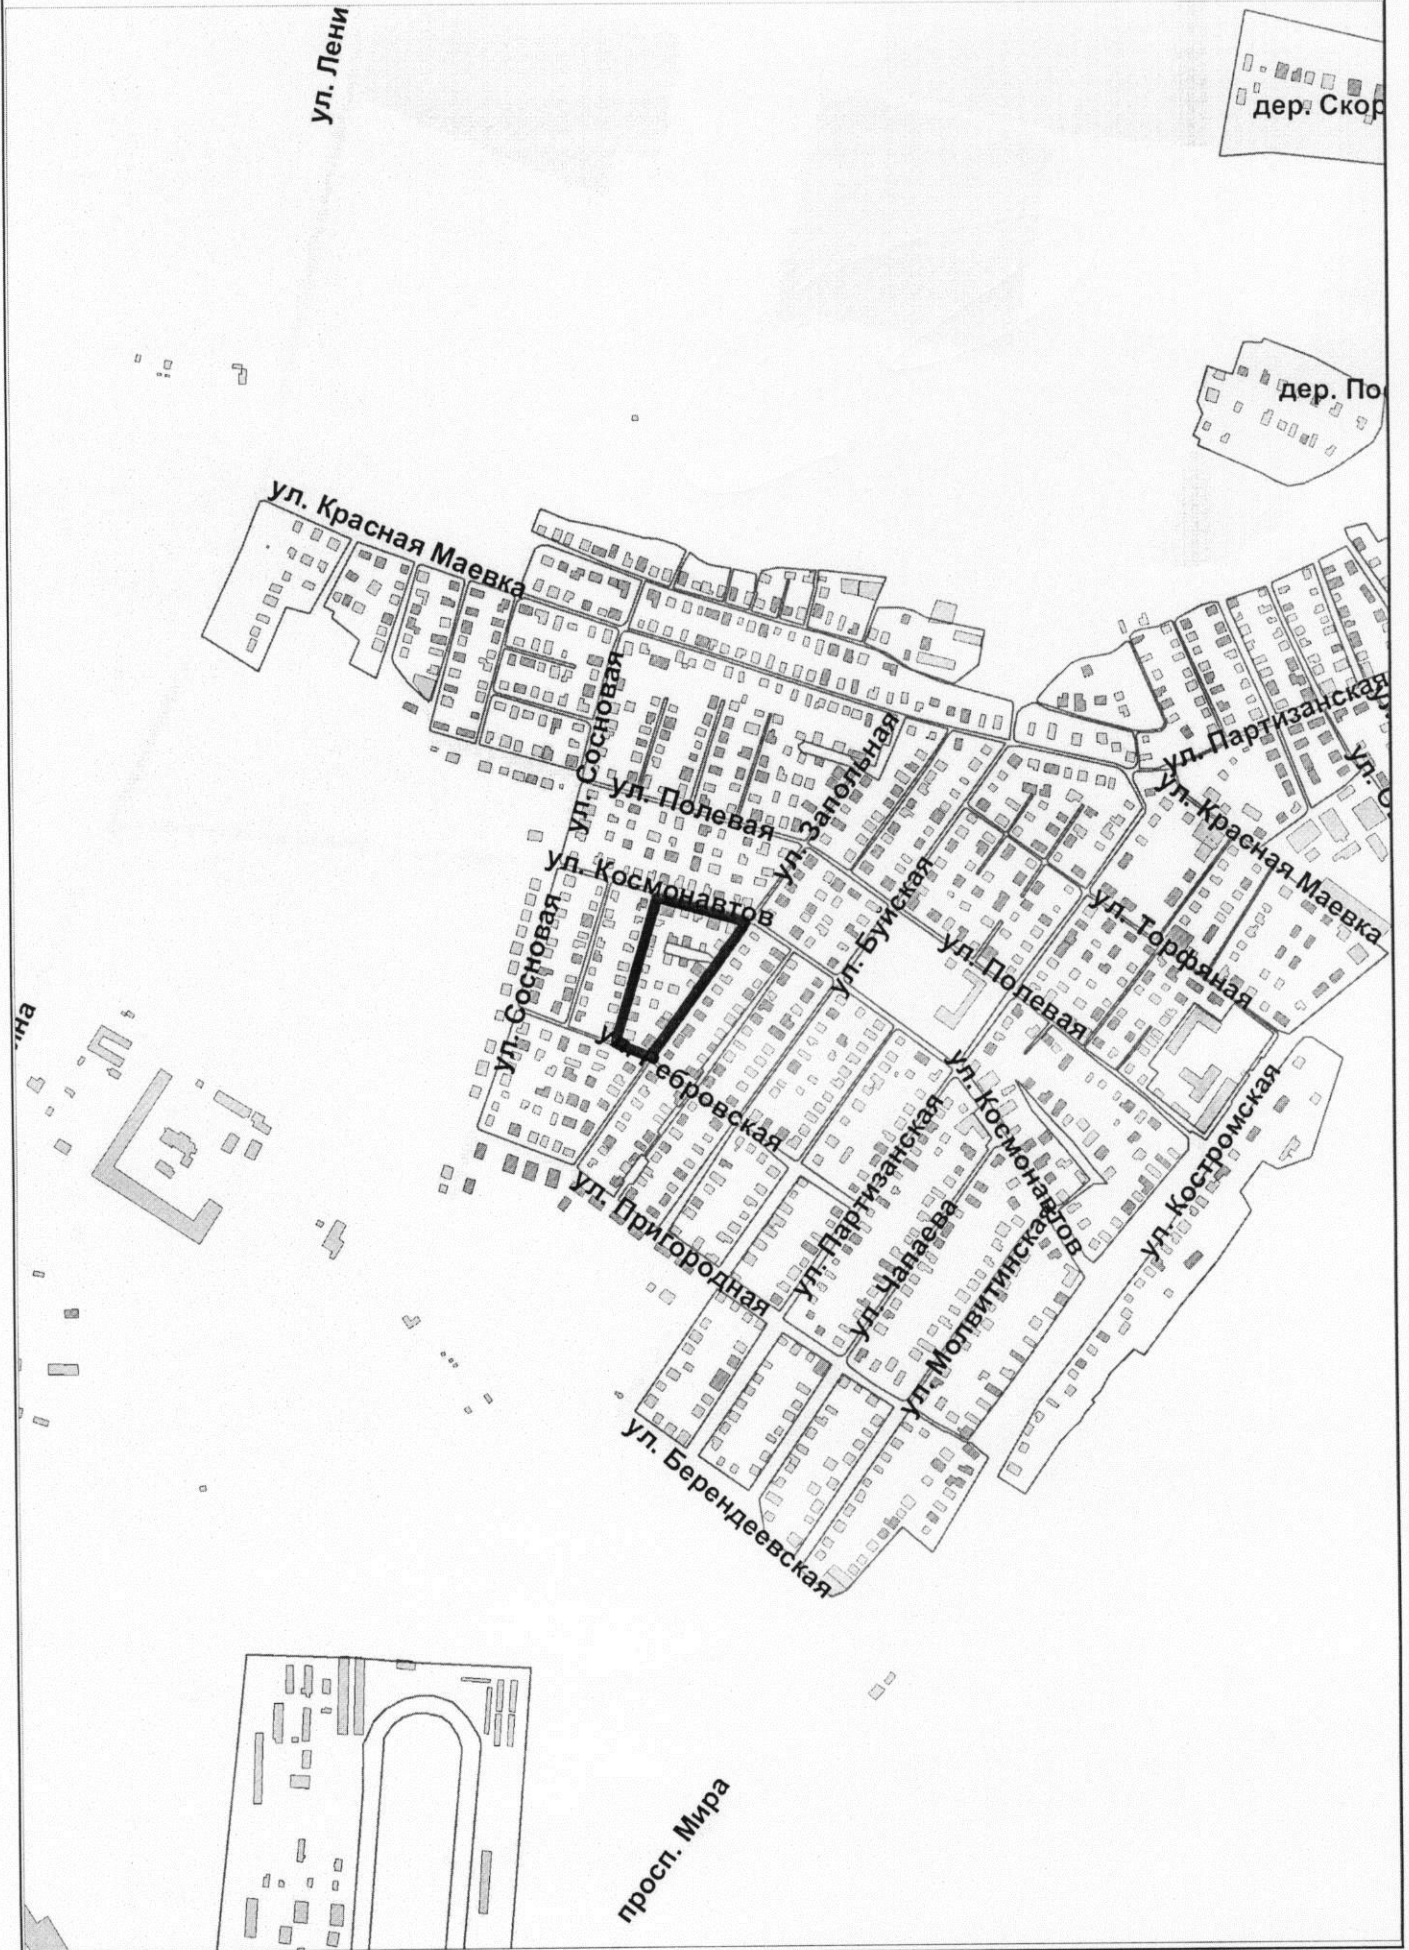 ул. Лени
дер. Скор
дер. Пос
ул. Красная Маевка
ул. Сосновая
ул. Полевая
ул. Запольная
ул. Партизанская
ул. Красная Маевка
ул. Космонавтов
ул. Буйская
ул. Торфяная
ул. Полевая
ул. Сосновая
ина
ебровская
ул. Космонавтов
ул. Костромская
ул. Партизанская
ул. Чапаева
ул. Молвитинская
ул. Пригородная
ул. Берендеевская
просп. Мира